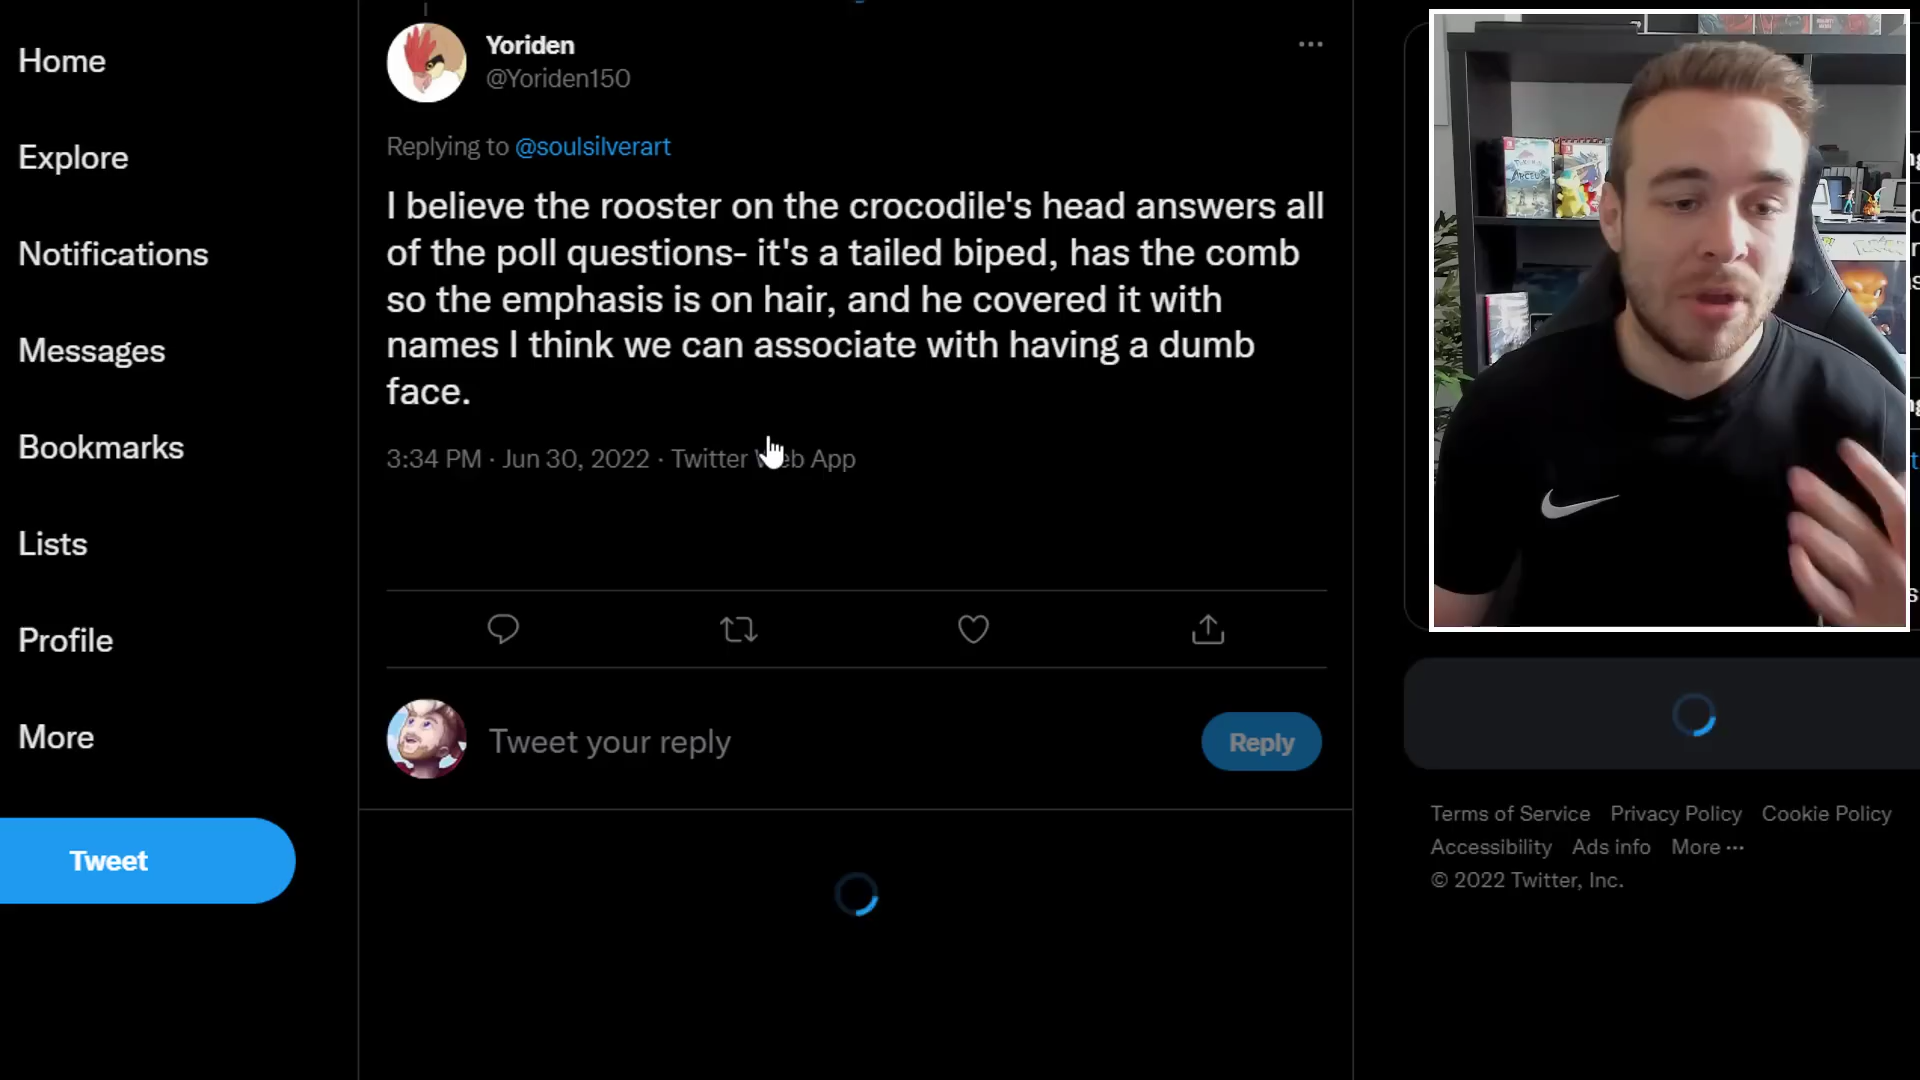 Home
Explore
Notifications
Messages
Bookmarks
Lists
Profile
More
Tweet
Yoriden
@Yoriden150
Replying to @soulsilverart
I believe the rooster on the crocodile's head answers all
of the poll questions- it's a tailed biped, has the comb
so the emphasis is on hair, and he covered it with
names I think we can associate with having a dumb
face.
3:34 PM · Jun 30, 2022 · Twitter Web App
Tweet your reply
Reply
ARCEUS
Terms of Service Privacy Policy Cookie Policy
Accessibility Ads info More ···
© 2022 Twitter, Inc.